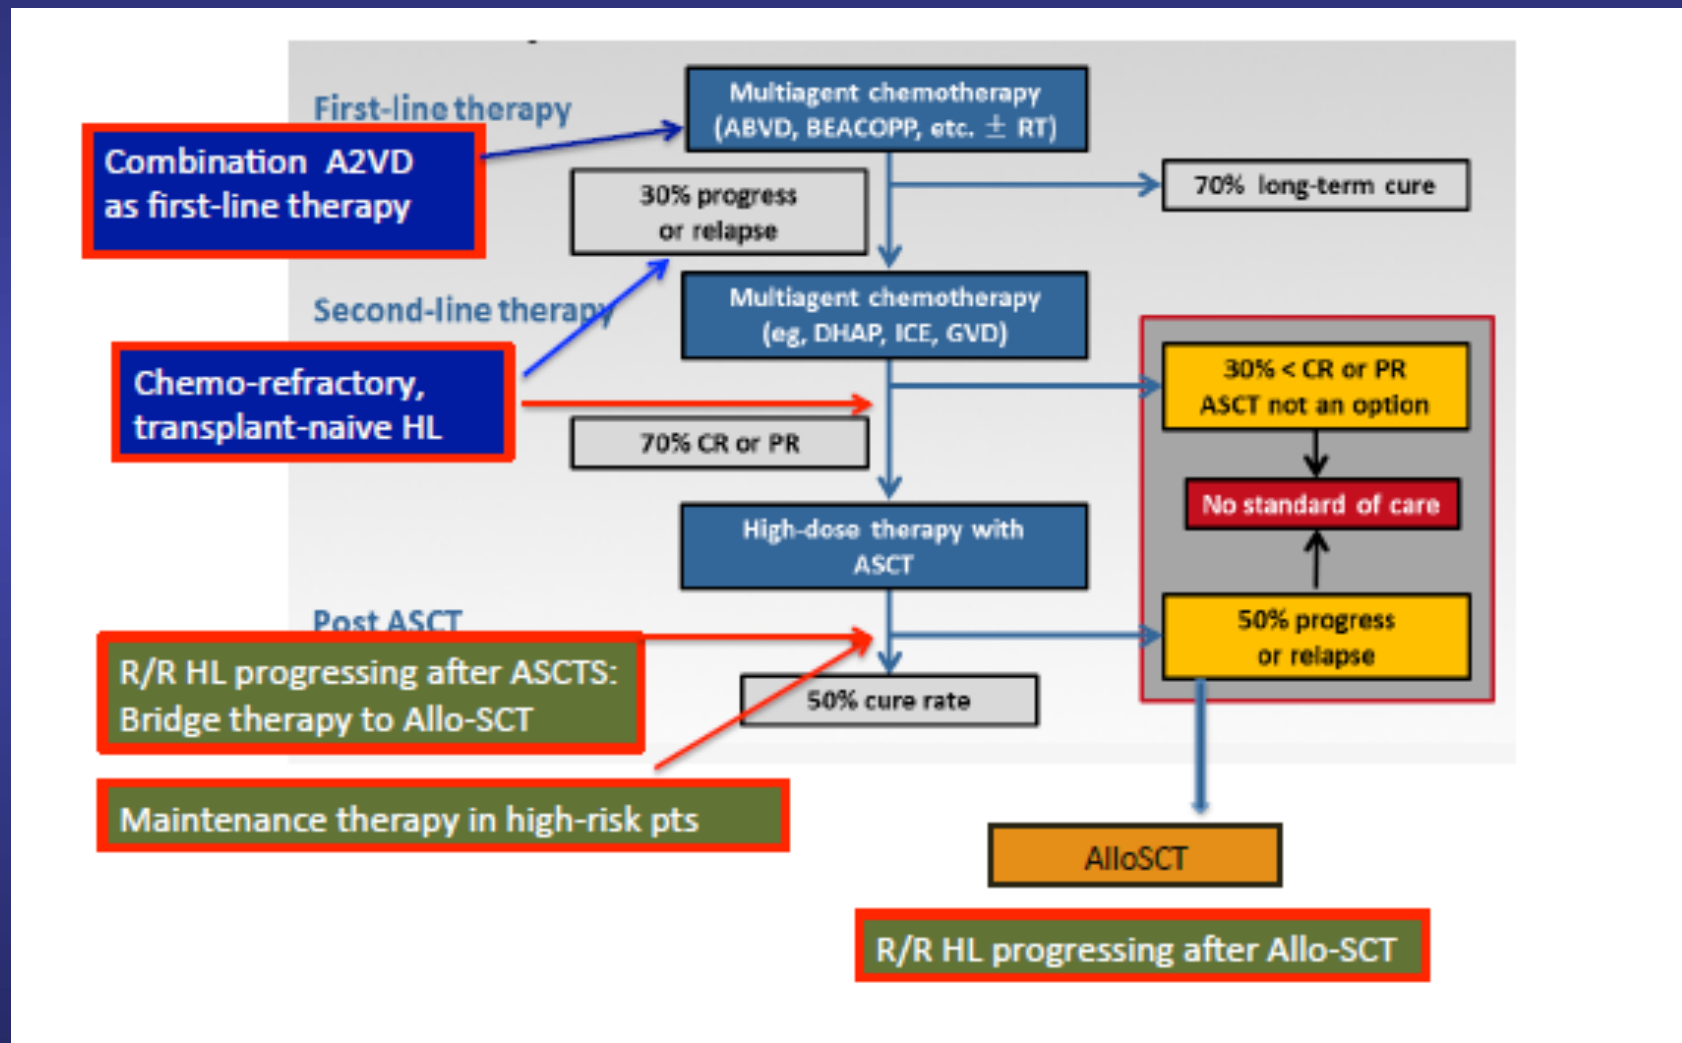 First-line therapy
Multiagent chemotherapy
(ABVD, BEACOPP, etc. ± RT)
Combination A2VD
as first-line therapy
30% progress
or relapse
70% long-term cure
Second-line therapy
Multiagent chemotherapy
(eg, DHAP, ICE, GVD)
Chemo-refractory,
transplant-naive HL
30% < CR or PR
ASCT not an option
70% CR or PR
No standard of care
High-dose therapy with
ASCT
Post ASCT
50% progress
or relapse
R/R HL progressing after ASCTS:
Bridge therapy to Allo-SCT
50% cure rate
Maintenance therapy in high-risk pts
AlloSCT
R/R HL progressing after Allo-SCT